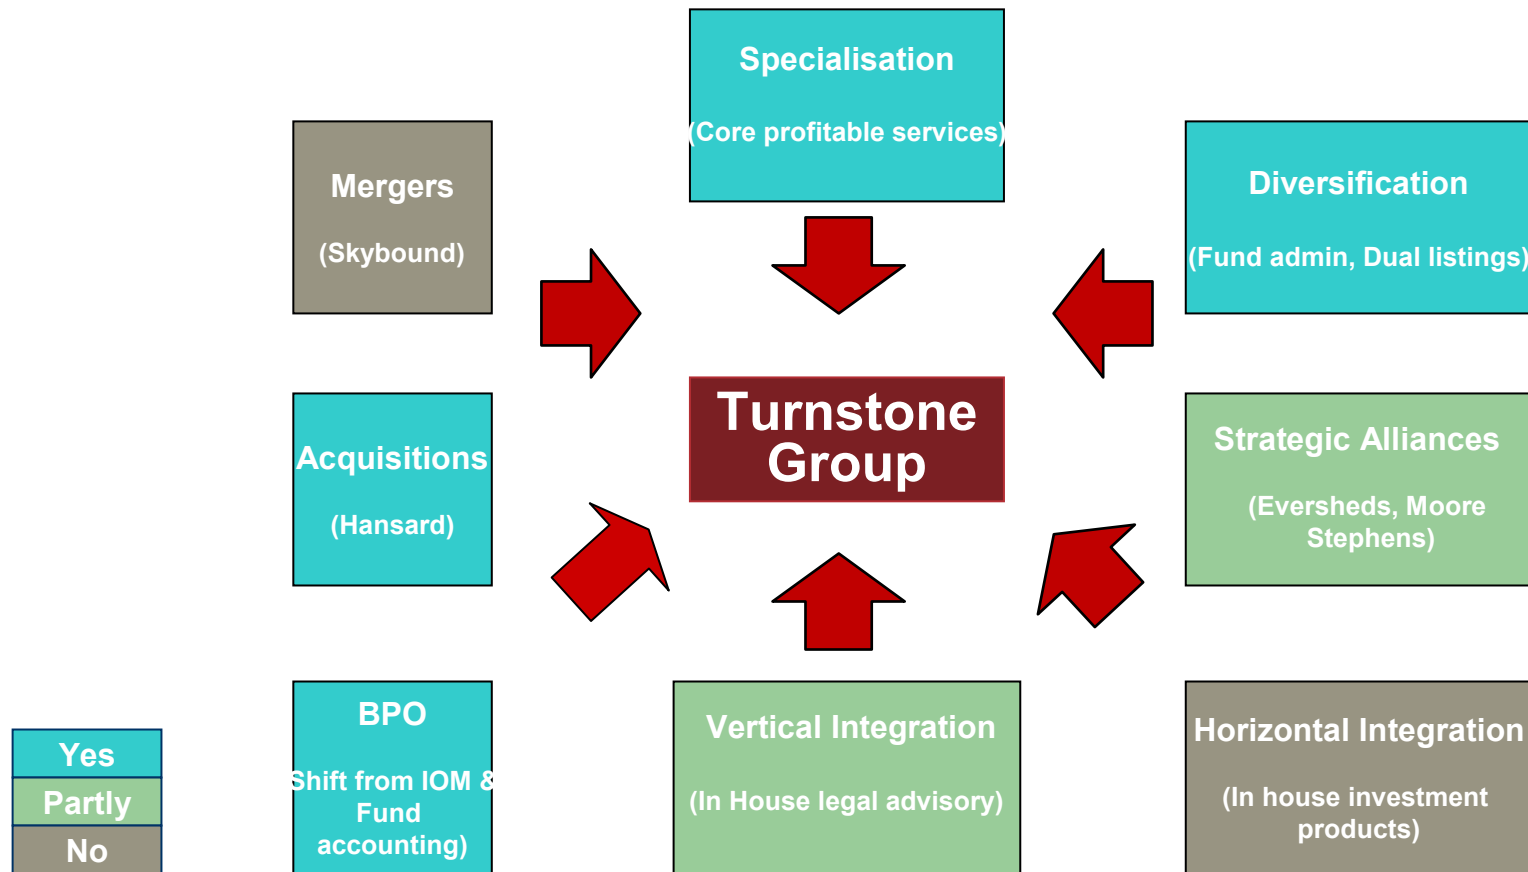 Specialisation
(Core profitable services)
Mergers
(Skybound)
Diversification
(Fund admin, Dual listings)
Turnstone
Group
Acquisitions
(Hansard)
Strategic Alliances
(Eversheds, Moore
Stephens)
BPO
(Shift from IOM &
Fund
accounting)
Vertical Integration
(In House legal advisory)
Horizontal Integration
(In house investment
products)
Yes
Partly
No